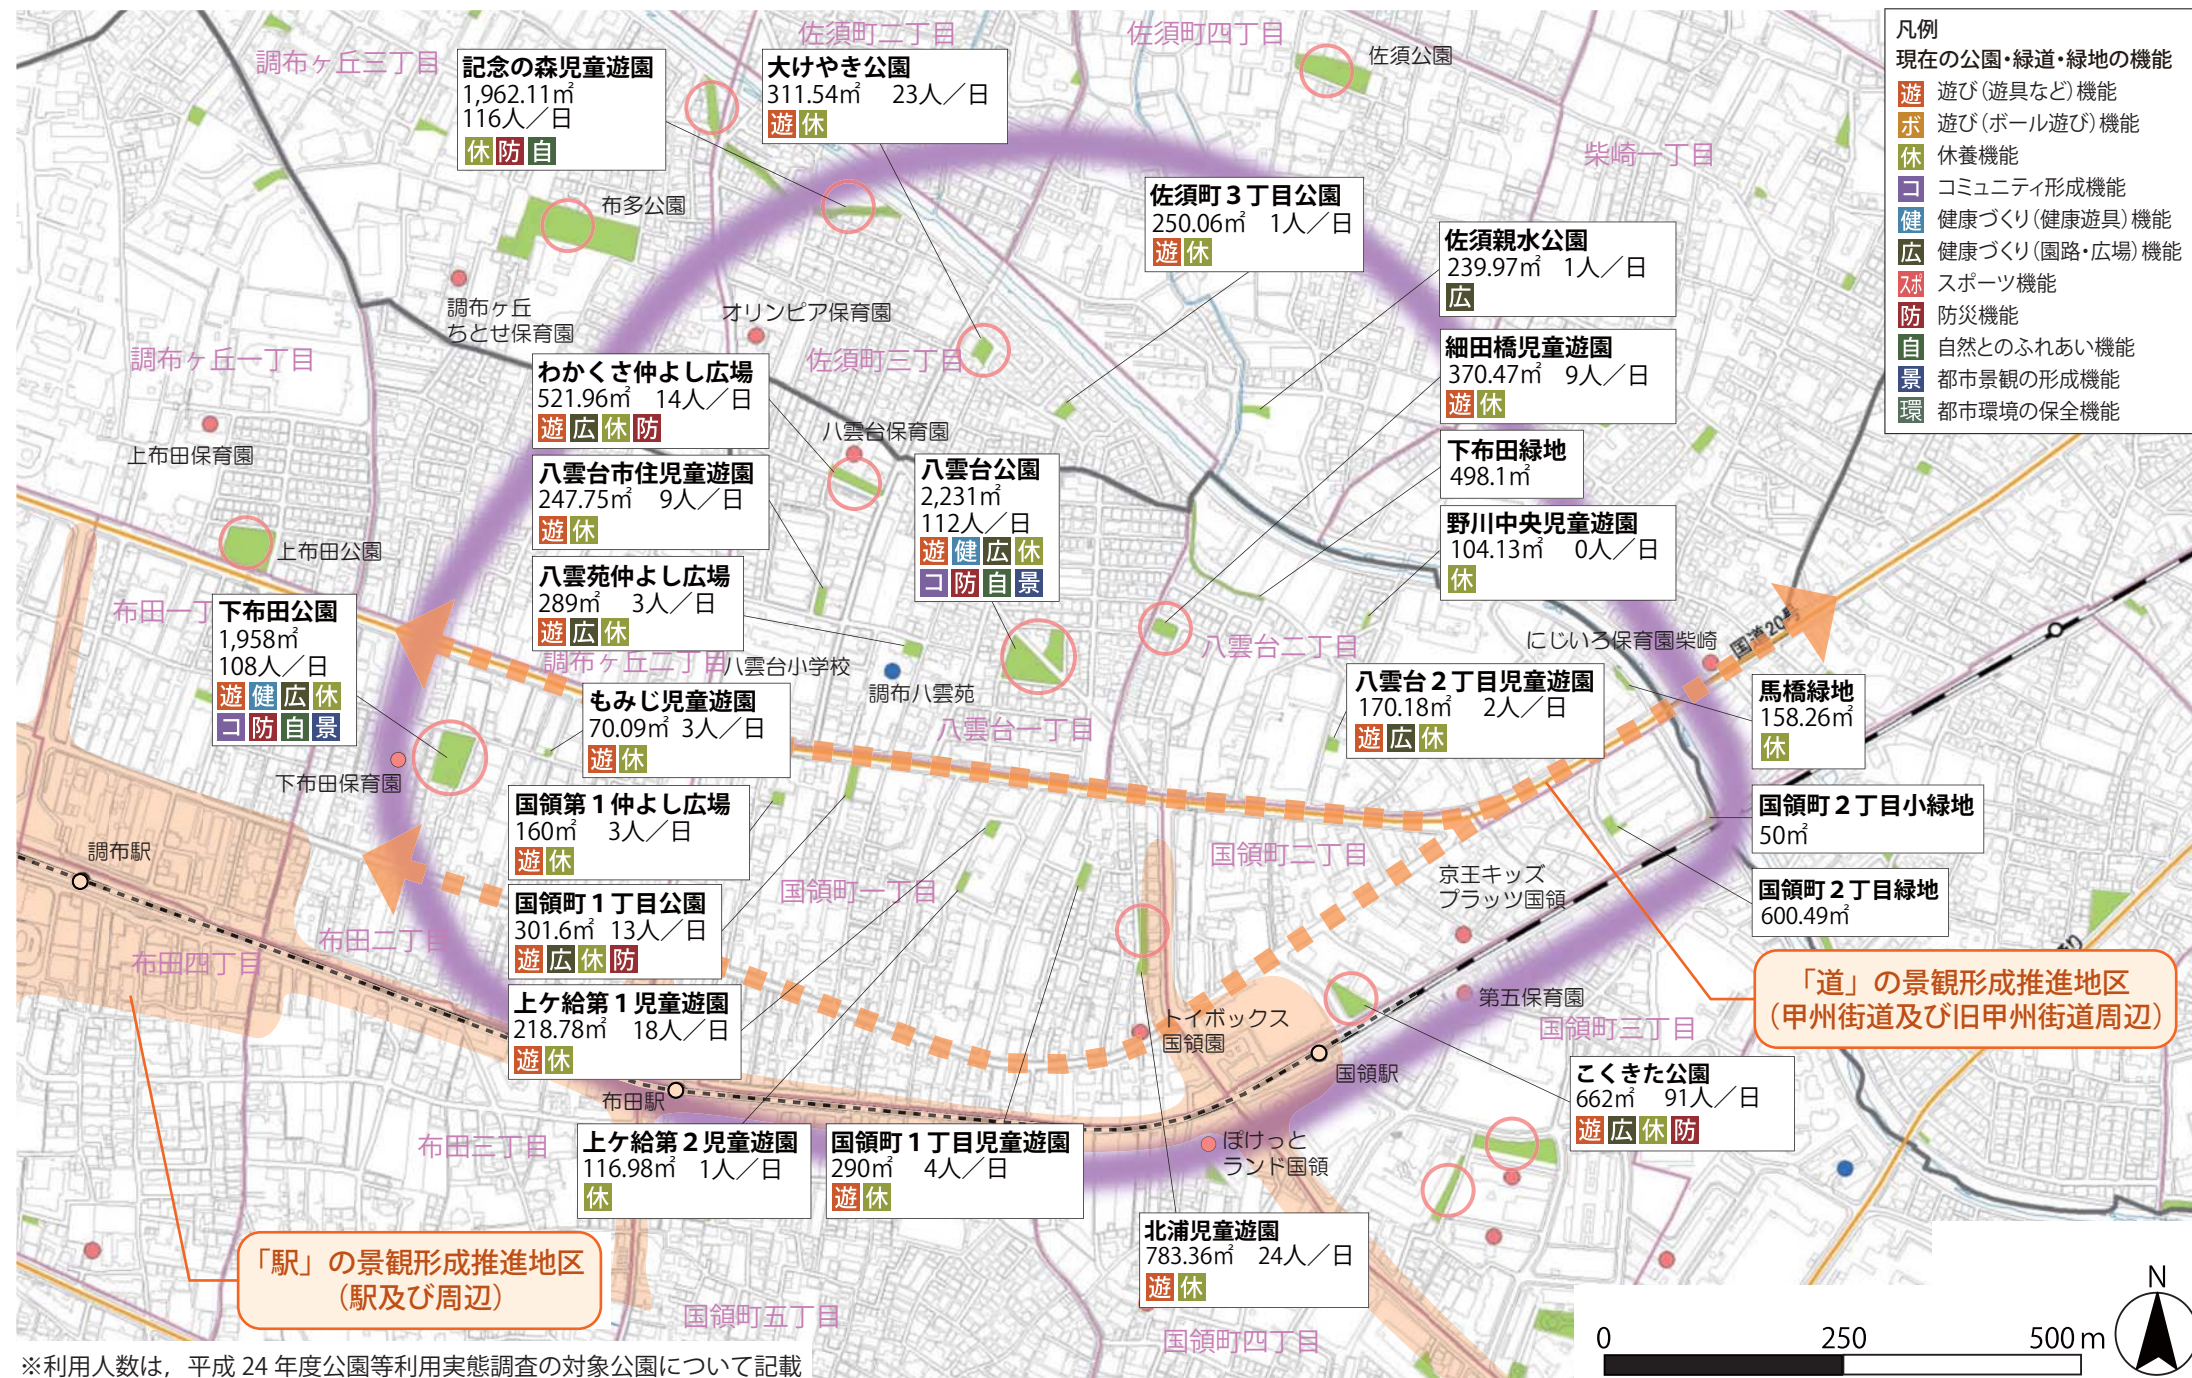 佐須町二丁目
佐須町四丁目
調布ヶ丘三丁目
佐須公園
記念の森児童遊園
1,962.11㎡
116人／日
休 防 自
大けやき公園
311.54㎡ 23人／日
遊 休
凡例
現在の公園・緑道・緑地の機能
遊 遊び（遊具など）機能
ボ 遊び（ボール遊び）機能
休 休養機能
コ コミュニティ形成機能
健 健康づくり（健康遊具）機能
広 健康づくり（園路・広場）機能
スポ スポーツ機能
防 防災機能
自 自然とのふれあい機能
景 都市景観の形成機能
環 都市環境の保全機能
柴崎一丁目
布多公園
佐須町３丁目公園
250.06㎡ 1人／日
遊 休
佐須親水公園
239.97㎡ 1人／日
広
調布ヶ丘
ちとせ保育園
オリンピア保育園
調布ヶ丘一丁目
佐須町三丁目
細田橋児童遊園
370.47㎡ 9人／日
遊 休
わかくさ仲よし広場
521.96㎡ 14人／日
遊 広 休 防
八雲台保育園
上布田保育園
下布田緑地
498.1㎡
八雲台市住児童遊園
247.75㎡ 9人／日
遊 休
八雲台公園
2,231㎡
112人／日
遊 健 広 休
コ 防 自 景
野川中央児童遊園
104.13㎡ 0人／日
休
上布田公園
八雲苑仲よし広場
289㎡ 3人／日
遊 広 休
布田一丁
下布田公園
1,958㎡
108人／日
遊 健 広 休
コ 防 自 景
調布ヶ丘二丁目
八雲台小学校
調布八雲苑
八雲台二丁目
にじいろ保育園柴崎
国道20号
八雲台一丁目
もみじ児童遊園
70.09㎡ 3人／日
遊 休
八雲台２丁目児童遊園
170.18㎡ 2人／日
遊 広 休
馬橋緑地
158.26㎡
休
下布田保育園
国領第１仲よし広場
160㎡ 3人／日
遊 休
国領町２丁目小緑地
50㎡
調布駅
国領町二丁目
国領町一丁目
京王キッズ
プラッツ国領
国領町２丁目緑地
600.49㎡
国領町１丁目公園
301.6㎡ 13人／日
遊 広 休 防
布田二丁目
布田四丁目
「道」の景観形成推進地区
（甲州街道及び旧甲州街道周辺）
上ケ給第１児童遊園
218.78㎡ 18人／日
遊 休
トイボックス
国領園
第五保育園
国領町三丁目
国領駅
布田駅
こくきた公園
662㎡ 91人／日
遊 広 休 防
布田三丁目
上ケ給第２児童遊園
116.98㎡ 1人／日
休
国領町１丁目児童遊園
290㎡ 4人／日
遊 休
ぽけっと
ランド国領
北浦児童遊園
783.36㎡ 24人／日
遊 休
「駅」の景観形成推進地区
（駅及び周辺）
国領町五丁目
国領町四丁目
N
0 250 500 m
※利用人数は，平成 24 年度公園等利用実態調査の対象公園について記載